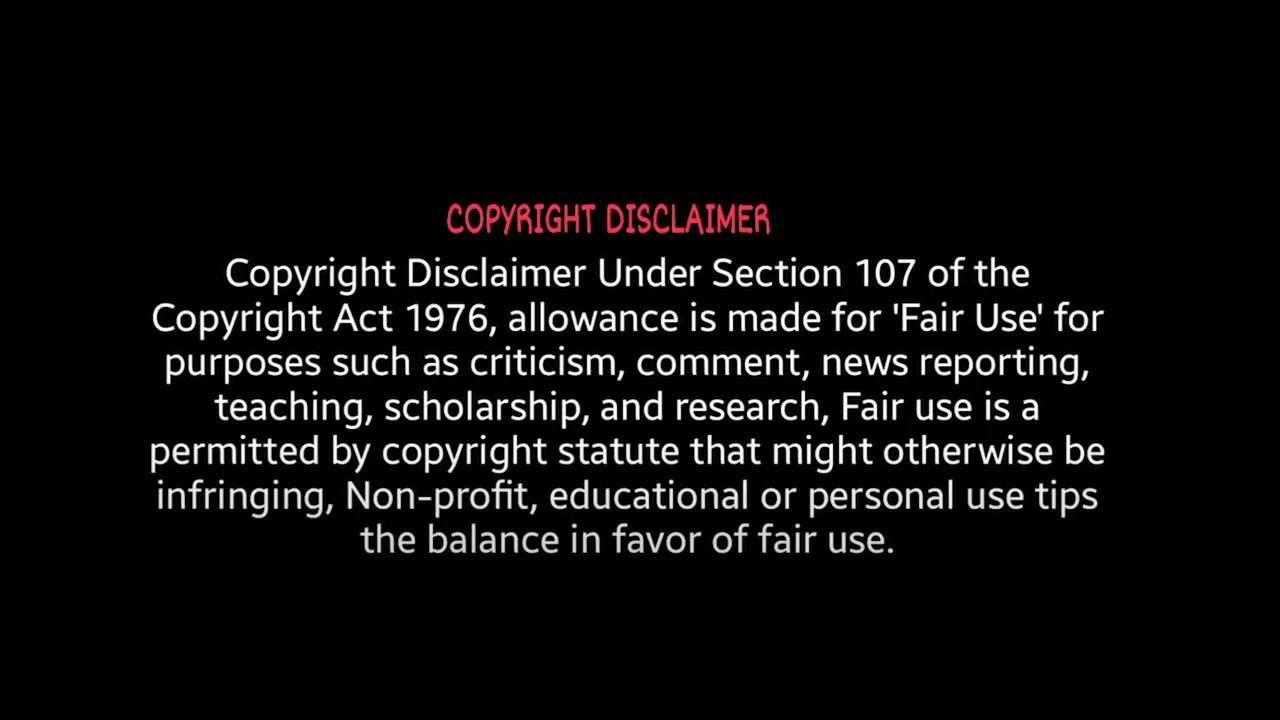 COPYRIGHT DISCLAIMER
Copyright Disclaimer Under Section 107 of the
Copyright Act 1976, allowance is made for 'Fair Use' for
purposes such as criticism, comment, news reporting,
teaching, scholarship, and research, Fair use is a
permitted by copyright statute that might otherwise be
infringing, Non-profit, educational or personal use tips
the balance in favor of fair use.